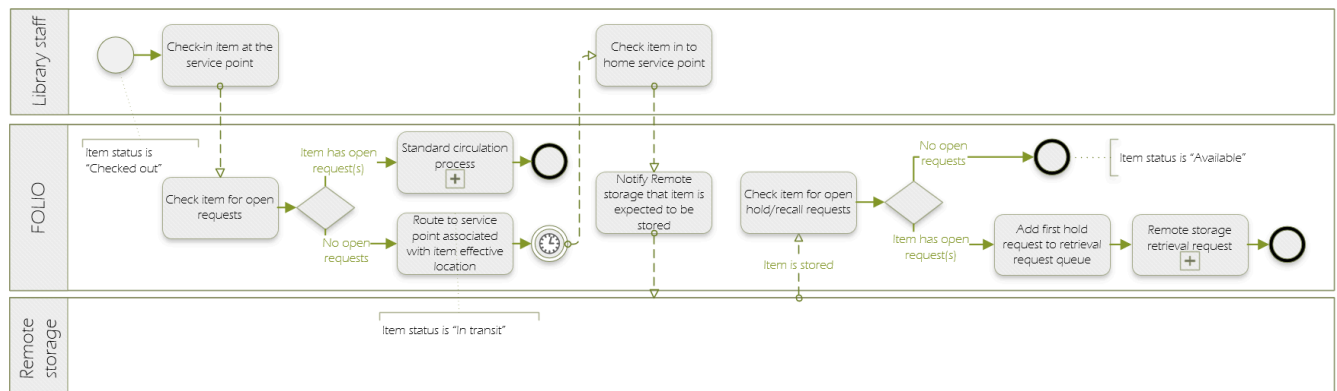 Library staff
Check-in item at the
service point
Check item in to
home service point
FOLIO
Item status is
“Checked out”
Check item for open
requests
Item has open
request(s)
No open
requests
Standard circulation
process
Route to service
point associated
with item effective
location
Item status is “In transit”
Notify Remote
storage that item is
expected to be
stored
Item is stored
Check item for open
hold/recall requests
No open
requests
Item status is “Available”
Item has open
request(s)
Add first hold
request to retrieval
request queue
Remote storage
retrieval request
Remote
storage